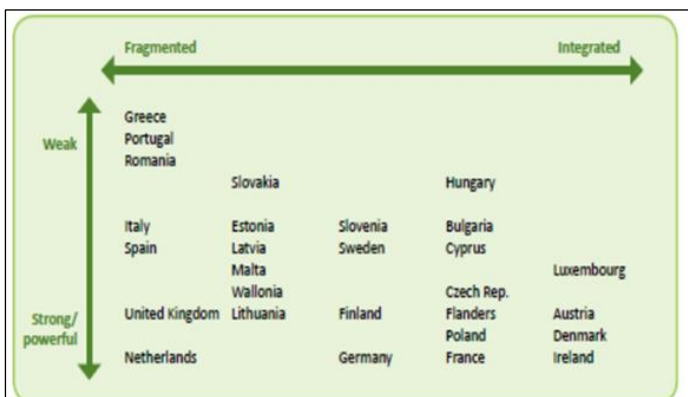 Fragmented Integrated
Greece
Weak Portugal
Romania
Slovakia Hungary
Italy Estonia Slovenia Bulgaria
Spain Latvia Sweden Cyprus
Malta Luxembourg
Wallonia Czech Rep.
Strong/ United Kingdom Lithuania Finland Flanders Austria
powerful Poland Denmark
Netherlands Germany France Ireland